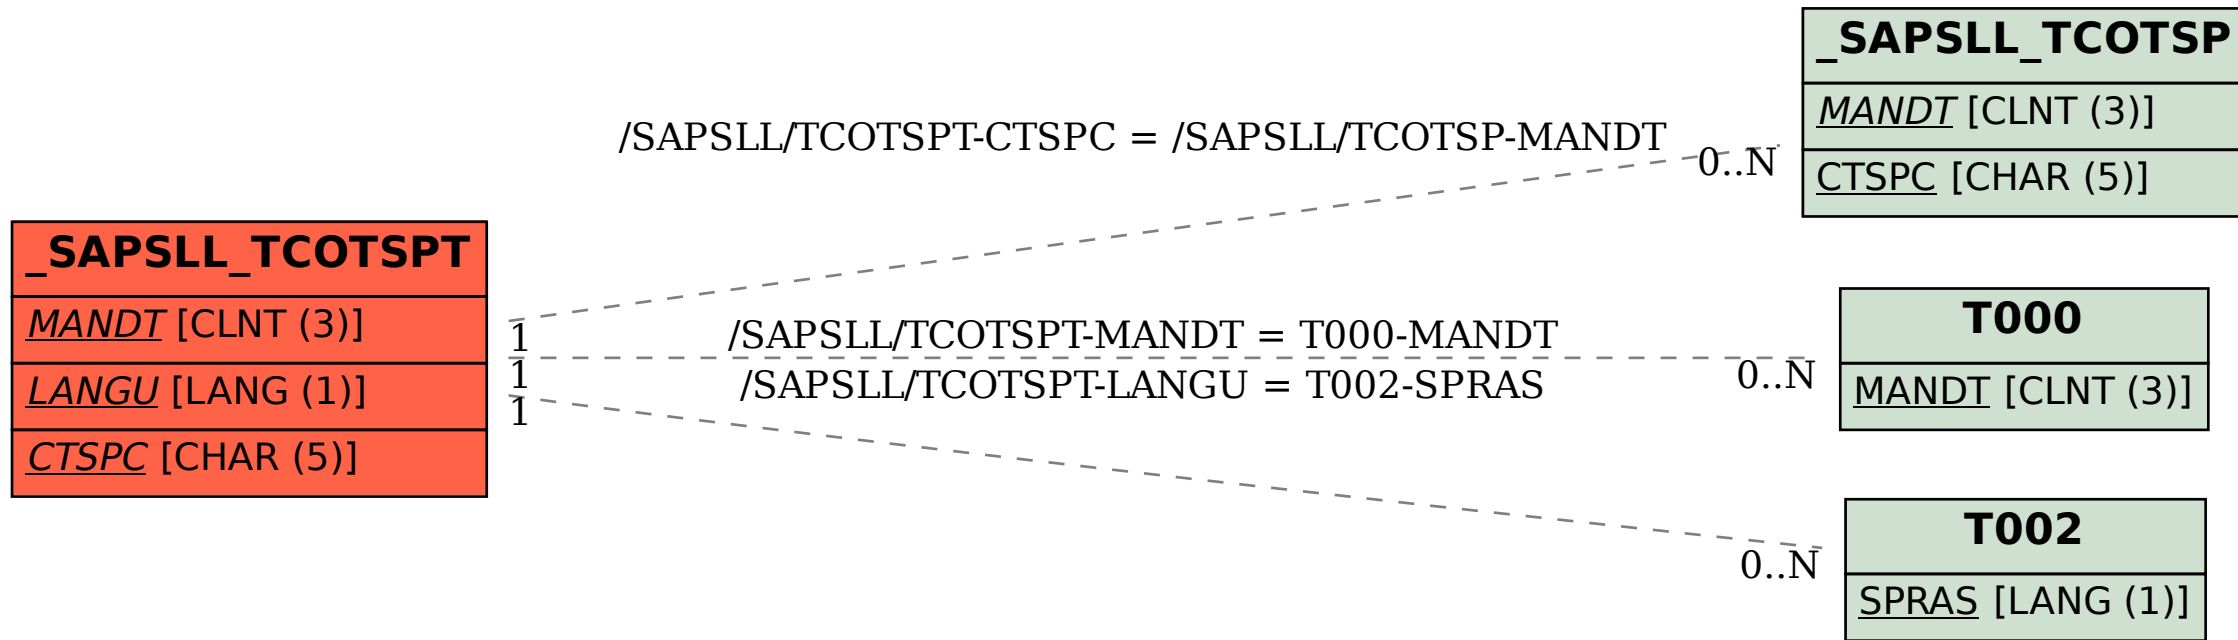 _SAPSLL_TCOTSP
MANDT [CLNT (3)]
CTSPC [CHAR (5)]
/SAPSLL/TCOTSPT-CTSPC = /SAPSLL/TCOTSP-MANDT
0..N
_SAPSLL_TCOTSPT
MANDT [CLNT (3)]
LANGU [LANG (1)]
CTSPC [CHAR (5)]
1
/SAPSLL/TCOTSPT-MANDT = T000-MANDT
1
0..N
/SAPSLL/TCOTSPT-LANGU = T002-SPRAS
1
0..N
T000
MANDT [CLNT (3)]
T002
SPRAS [LANG (1)]